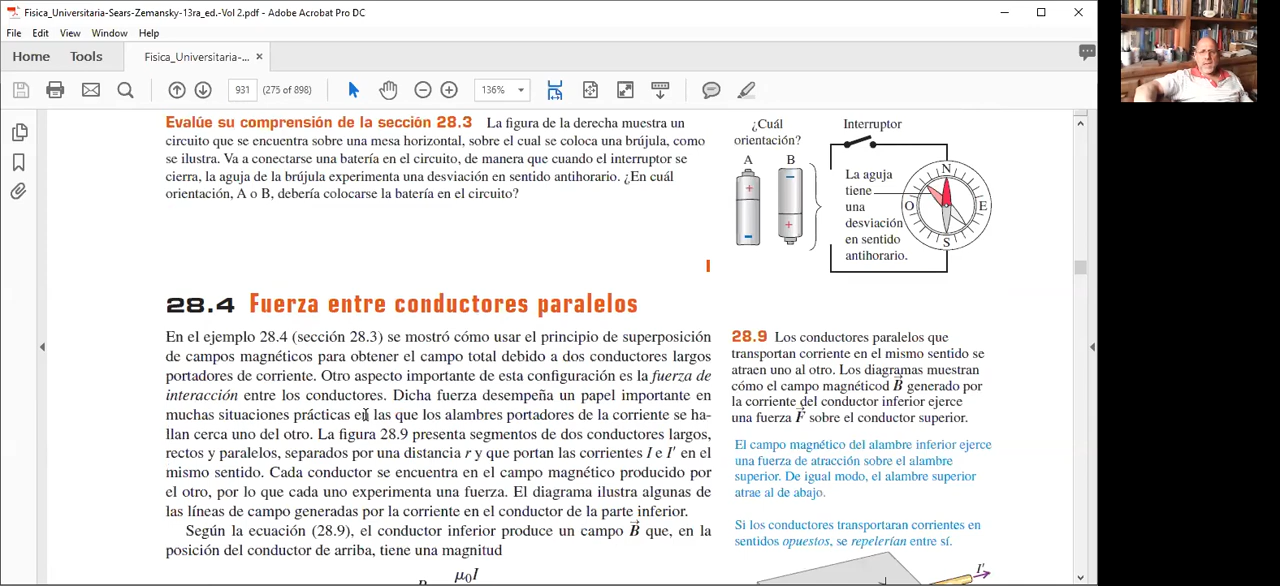 Fisica_Universitaria-Sears-Zemansky-13ra_ed.-Vol 2.pdf - Adobe Acrobat Pro DC
File Edit View Window Help
Home Tools Fisica_Universitaria-... ×
931 (275 of 898) 136%
Evalúe su comprensión de la sección 28.3 La figura de la derecha muestra un
circuito que se encuentra sobre una mesa horizontal, sobre el cual se coloca una brújula, como
se ilustra. Va a conectarse una batería en el circuito, de manera que cuando el interruptor se
cierra, la aguja de la brújula experimenta una desviación en sentido antihorario. ¿En cuál
orientación, A o B, debería colocarse la batería en el circuito?
¿Cuál
orientación?
A B
+ −
− +
Interruptor
La aguja
tiene
una
desviación
en sentido
antihorario.
N
O E
S
28.4 Fuerza entre conductores paralelos
En el ejemplo 28.4 (sección 28.3) se mostró cómo usar el principio de superposición
de campos magnéticos para obtener el campo total debido a dos conductores largos
portadores de corriente. Otro aspecto importante de esta configuración es la fuerza de
interacción entre los conductores. Dicha fuerza desempeña un papel importante en
muchas situaciones prácticas en las que los alambres portadores de la corriente se ha-
llan cerca uno del otro. La figura 28.9 presenta segmentos de dos conductores largos,
rectos y paralelos, separados por una distancia r y que portan las corrientes I e I′ en el
mismo sentido. Cada conductor se encuentra en el campo magnético producido por
el otro, por lo que cada uno experimenta una fuerza. El diagrama ilustra algunas de
las líneas de campo generadas por la corriente en el conductor de la parte inferior.
Según la ecuación (28.9), el conductor inferior produce un campo B⃗ que, en la
posición del conductor de arriba, tiene una magnitud
μ₀I
28.9 Los conductores paralelos que
transportan corriente en el mismo sentido se
atraen uno al otro. Los diagramas muestran
cómo el campo magnéticod B⃗ generado por
la corriente del conductor inferior ejerce
una fuerza F⃗ sobre el conductor superior.
El campo magnético del alambre inferior ejerce
una fuerza de atracción sobre el alambre
superior. De igual modo, el alambre superior
atrae al de abajo.
Si los conductores transportaran corrientes en
sentidos opuestos, se repelerían entre sí.
I′